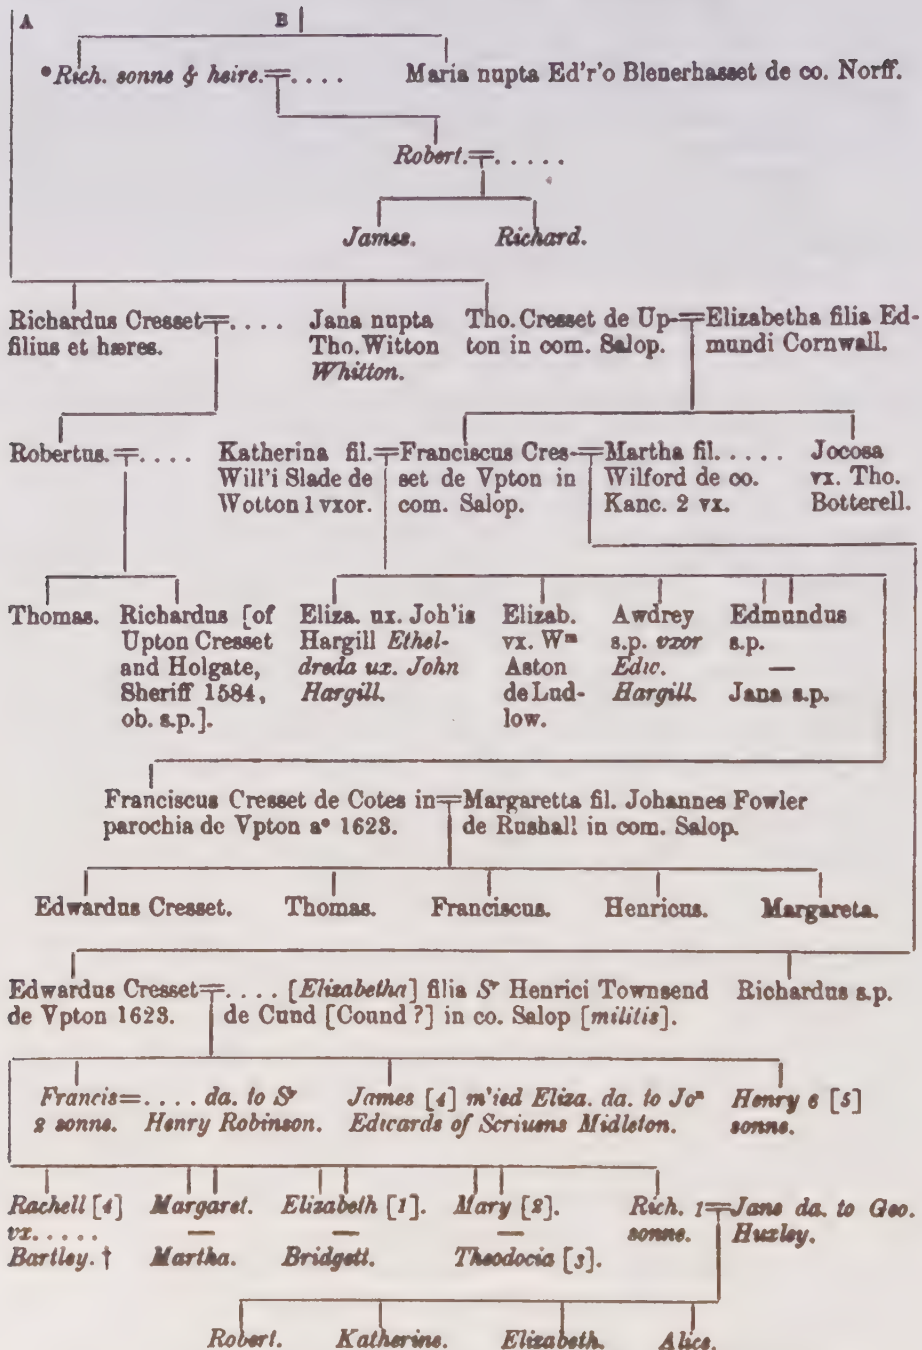 A
B
*Rich. sonne & heire.=.... Maria nupta Ed'r'o Blenerhasset de co. Norff.
Robert.=.....
James. Richard.
Richardus Cresset=.... Jana nupta Tho. Cresset de Up-=Elizabetha filia Ed-
filius et hæres. Tho. Witton ton in com. Salop. mundi Cornwall.
Whitton.
Robertus.=.... Katherina fil.=Franciscus Cres-=Martha fil. ..... Jocosa
Will'i Slade de set de Vpton in Wilford de co. vx. Tho.
Wotton 1 vxor. com. Salop. Kanc. 2 vx. Botterell.
Thomas. Richardus [of Eliza. ux. Joh'is Elizab. Awdrey Edmundus
Upton Cresset Hargill Ethel- vx. Wm s.p. vxor s.p.
and Holgate, dreda ux. John Aston Edic. —
Sheriff 1584, Hargill. de Lud- Hargill. Jana s.p.
ob. s.p.]. low.
Franciscus Cresset de Cotes in=Margaretta fil. Johannes Fowler
parochia de Vpton aº 1623. de Rushall in com. Salop.
Edwardus Cresset. Thomas. Franciscus. Henricus. Margareta.
Edwardus Cresset=.... [Elizabetha] filia Sr Henrici Townsend Richardus s.p.
de Vpton 1623. de Cund [Cound ?] in co. Salop [militis].
Francis=.... da. to Sr James [4] m'ied Eliza. da. to Jon Henry 6 [5]
2 sonne. Henry Robinson. Edicards of Scriuens Midleton. sonne.
Rachell [4] Margaret. Elizabeth [1]. Mary [2]. Rich. 1=Jane da. to Geo.
vx. ..... — — — sonne. Huxley.
Bartley. † Martha. Bridgett. Theodocia [3].
Robert. Katherine. Elizabeth. Alice.